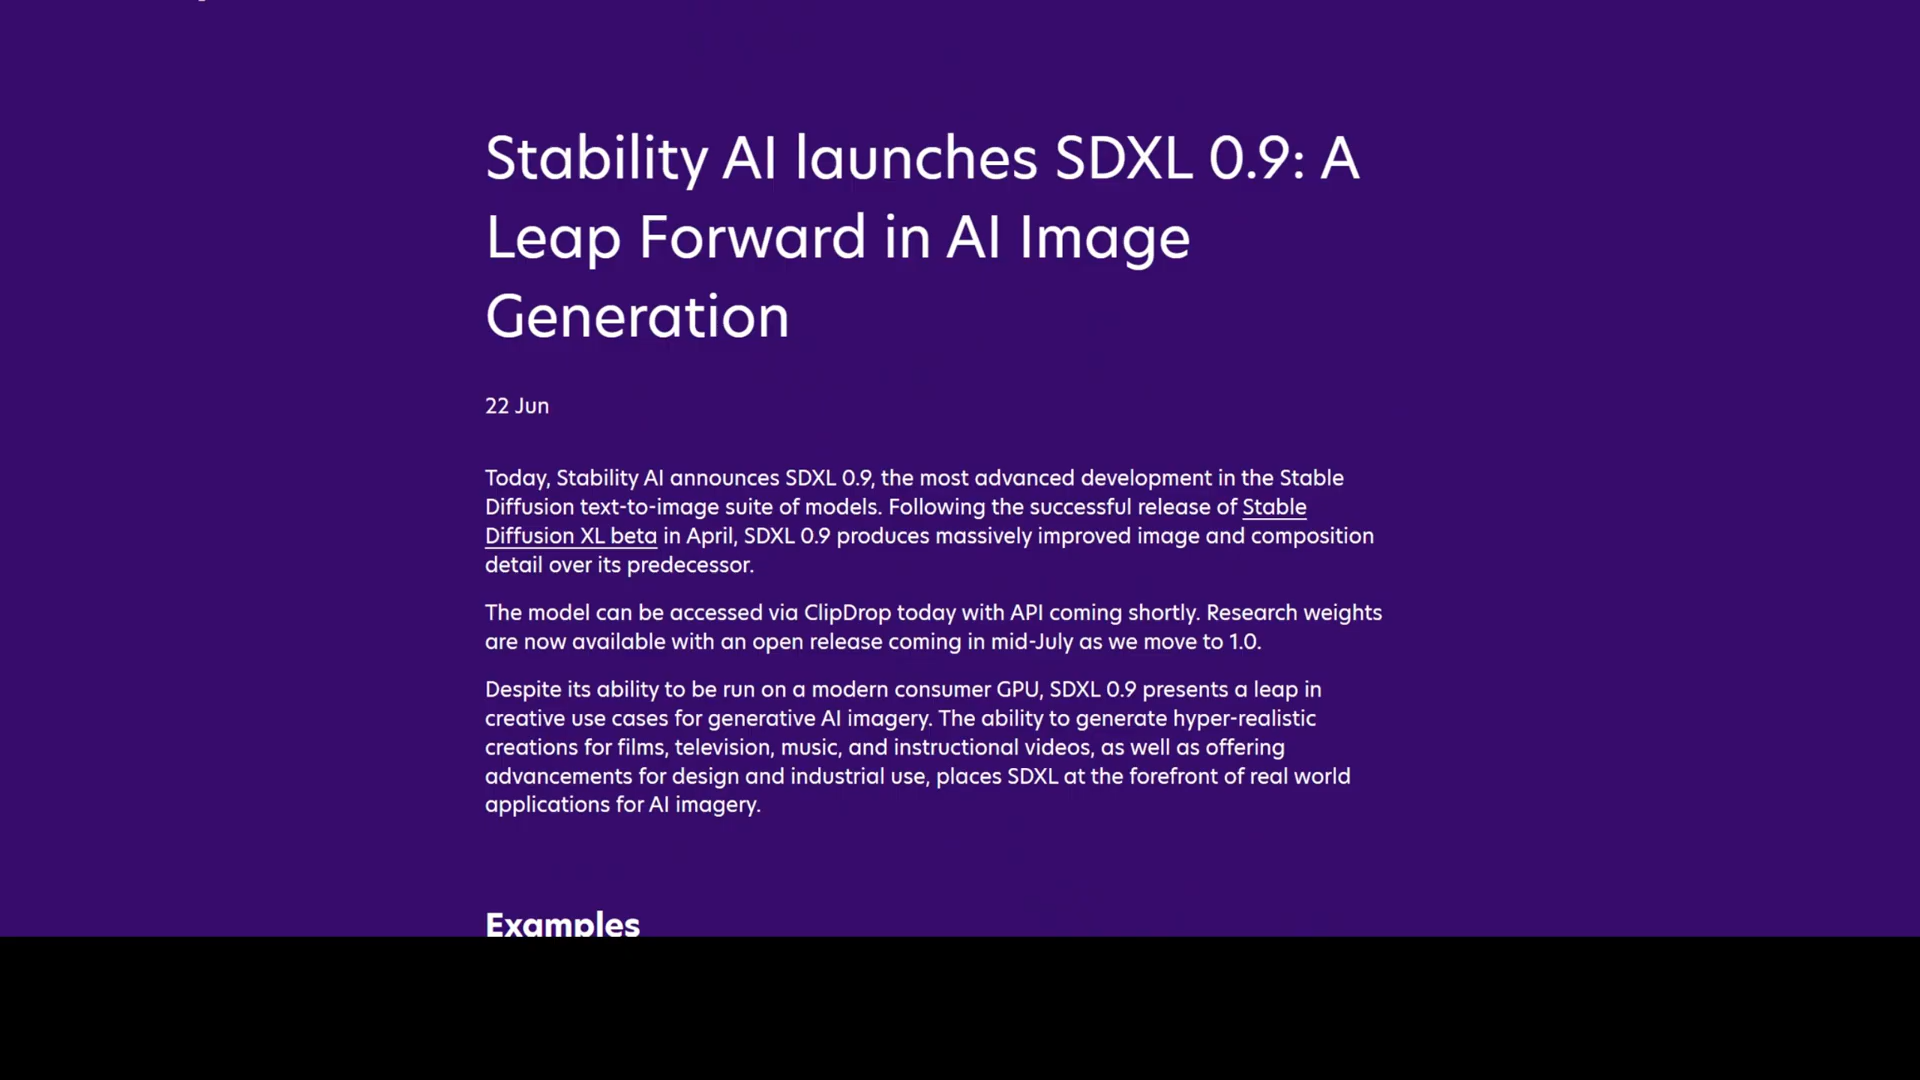 Stability AI launches SDXL 0.9: A
Leap Forward in AI Image
Generation
22 Jun
Today, Stability AI announces SDXL 0.9, the most advanced development in the Stable
Diffusion text-to-image suite of models. Following the successful release of Stable
Diffusion XL beta in April, SDXL 0.9 produces massively improved image and composition
detail over its predecessor.
The model can be accessed via ClipDrop today with API coming shortly. Research weights
are now available with an open release coming in mid-July as we move to 1.0.
Despite its ability to be run on a modern consumer GPU, SDXL 0.9 presents a leap in
creative use cases for generative AI imagery. The ability to generate hyper-realistic
creations for films, television, music, and instructional videos, as well as offering
advancements for design and industrial use, places SDXL at the forefront of real world
applications for AI imagery.
Examples